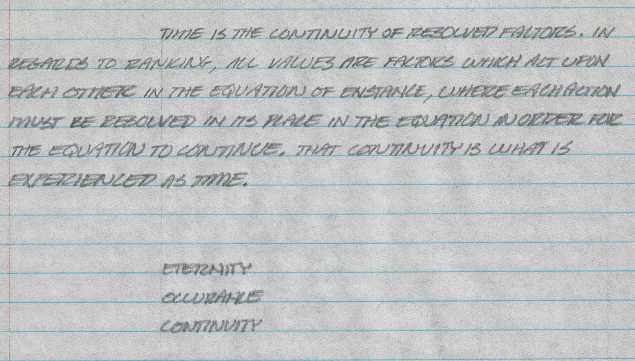 TIME IS THE CONTINUITY OF RESOLVED FACTORS. IN
REGARDS TO RANKING, ALL VALUES ARE FACTORS WHICH ACT UPON
EACH OTHER IN THE EQUATION OF ENSTANCE, WHERE EACH ACTION
MUST BE RESOLVED IN ITS PLACE IN THE EQUATION IN ORDER FOR
THE EQUATION TO CONTINUE. THAT CONTINUITY IS WHAT IS
EXPERIENCED AS TIME.
ETERNITY
OCCURANCE
CONTINUITY